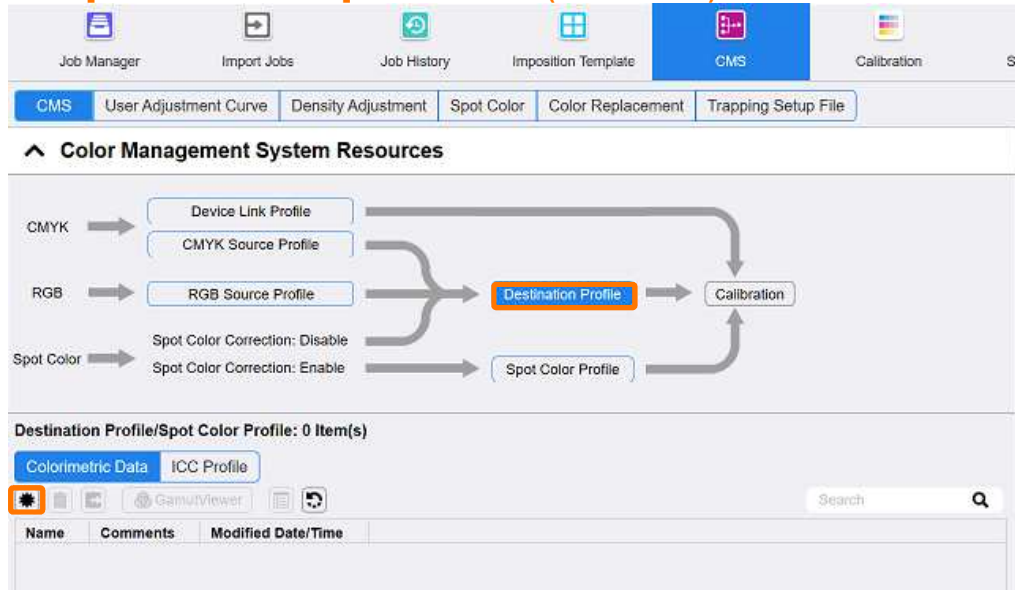 Job Manager Import Jobs Job History Imposition Template CMS Calibration S
CMS User Adjustment Curve Density Adjustment Spot Color Color Replacement Trapping Setup File
Color Management System Resources
Device Link Profile
CMYK
CMYK Source Profile
RGB RGB Source Profile Destination Profile Calibration
Spot Color Correction: Disable
Spot Color
Spot Color Correction: Enable Spot Color Profile
Destination Profile/Spot Color Profile: 0 Item(s)
Colorimetric Data ICC Profile
GamutViewer Search
Name Comments Modified Date/Time